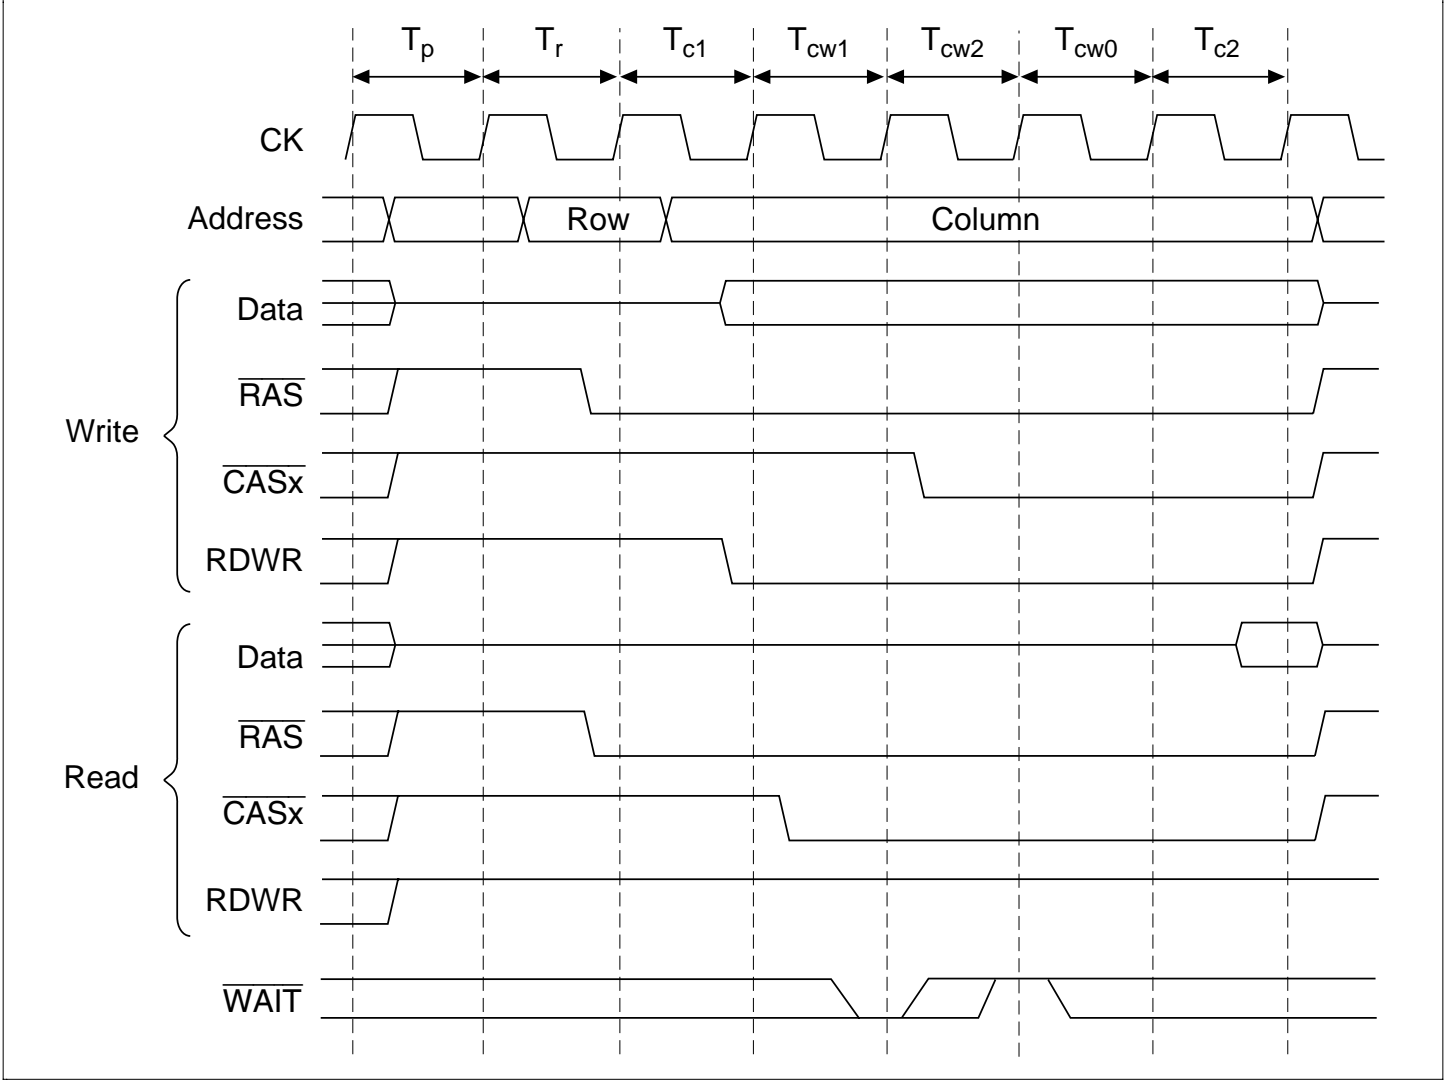 Tp Tr Tc1 Tcw1 Tcw2 Tcw0 Tc2
CK
Address Row Column
Data
RAS
Write
CASx
RDWR
Data
RAS
Read
CASx
RDWR
WAIT